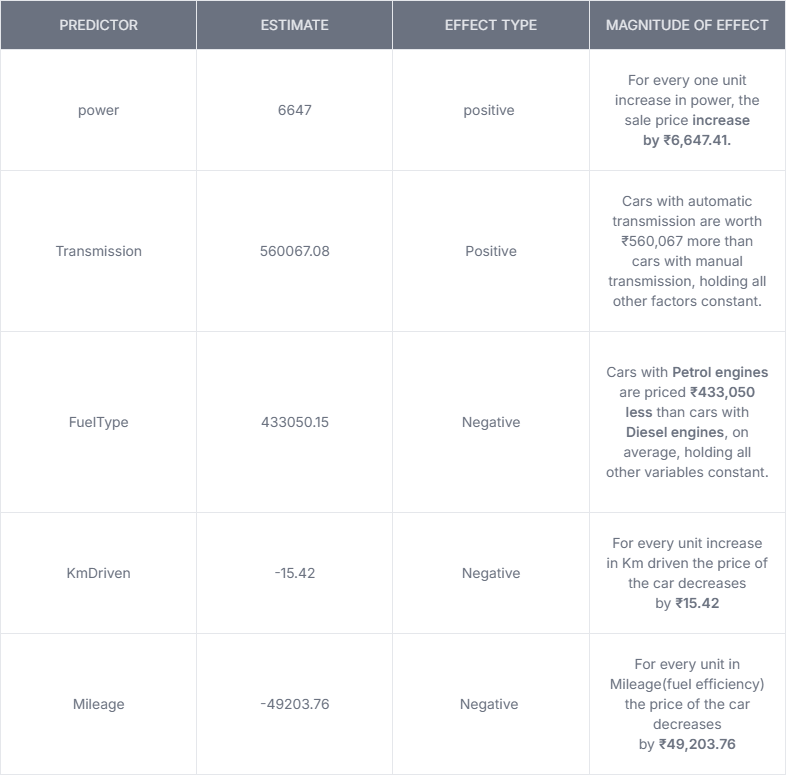 PREDICTOR ESTIMATE EFFECT TYPE MAGNITUDE OF EFFECT
power 6647 positive
For every one unit
increase in power, the
sale price increase
by ₹6,647.41.
Transmission 560067.08 Positive
Cars with automatic
transmission are worth
₹560,067 more than
cars with manual
transmission, holding all
other factors constant.
FuelType 433050.15 Negative
Cars with Petrol engines
are priced ₹433,050
less than cars with
Diesel engines, on
average, holding all
other variables constant.
KmDriven -15.42 Negative
For every unit increase
in Km driven the price of
the car decreases
by ₹15.42
Mileage -49203.76 Negative
For every unit in
Mileage(fuel efficiency)
the price of the car
decreases
by ₹49,203.76